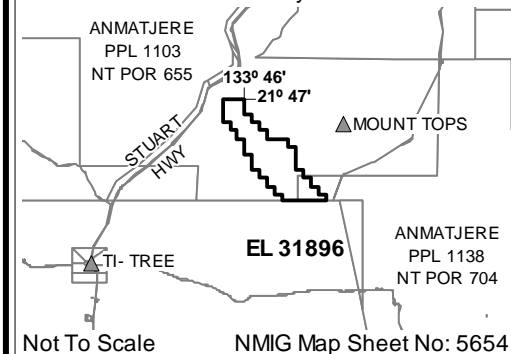 ANMATJERE
PPL 1103
NT POR 655
133º 46'
21º 47'
MOUNT TOPS
STUART
HWY
EL 31896
ANMATJERE
PPL 1138
NT POR 704
TI- TREE
Not To Scale
NMIG Map Sheet No: 5654